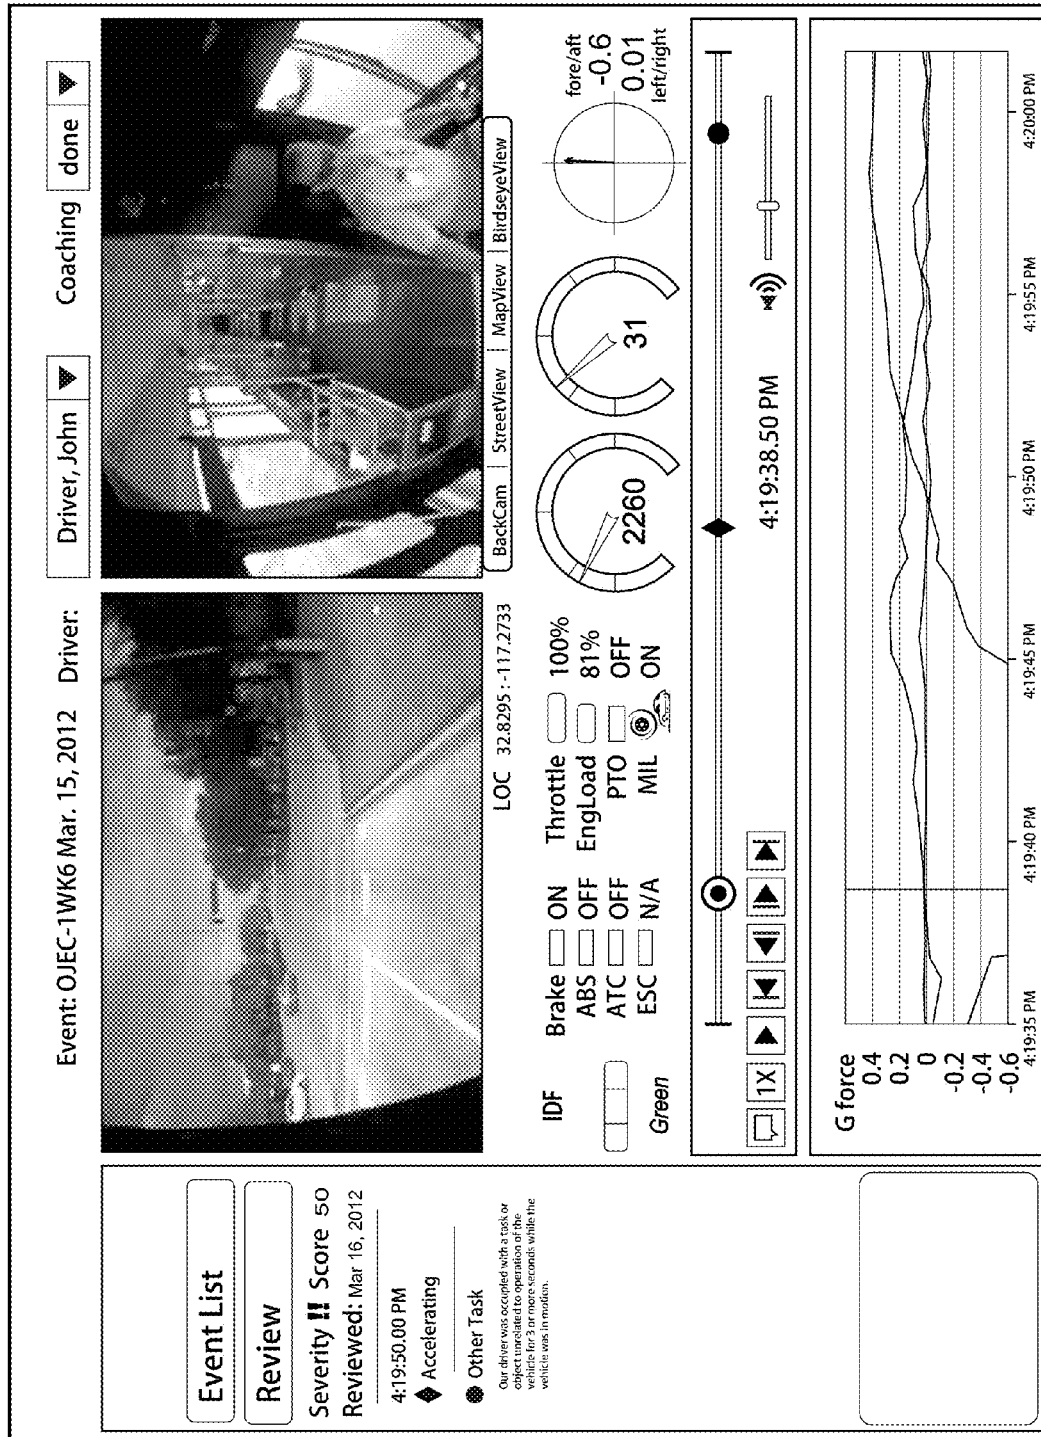 Event: OJEC-1WK6 Mar. 15, 2012 Driver: Driver, John Coaching done
Event List
Review
Severity !! Score 50
Reviewed: Mar 16, 2012
4:19:50.00 PM
Accelerating
Other Task
Our driver was occupied with a task or
object unrelated to operation of the
vehicle for 3 or more seconds while the
vehicle was in motion.
LOC 32.8295 : -117.2733
BackCam StreetView MapView BirdseyeView
IDF
Green
Brake ON
ABS OFF
ATC OFF
ESC N/A
Throttle 100%
EngLoad 81%
PTO OFF
MIL ON
2260
31
fore/aft
-0.6
0.01
left/right
1X
4:19:38.50 PM
G force
0.4
0.2
0
-0.2
-0.4
-0.6
4:19:35 PM 4:19:40 PM 4:19:45 PM 4:19:50 PM 4:19:55 PM 4:20:00 PM